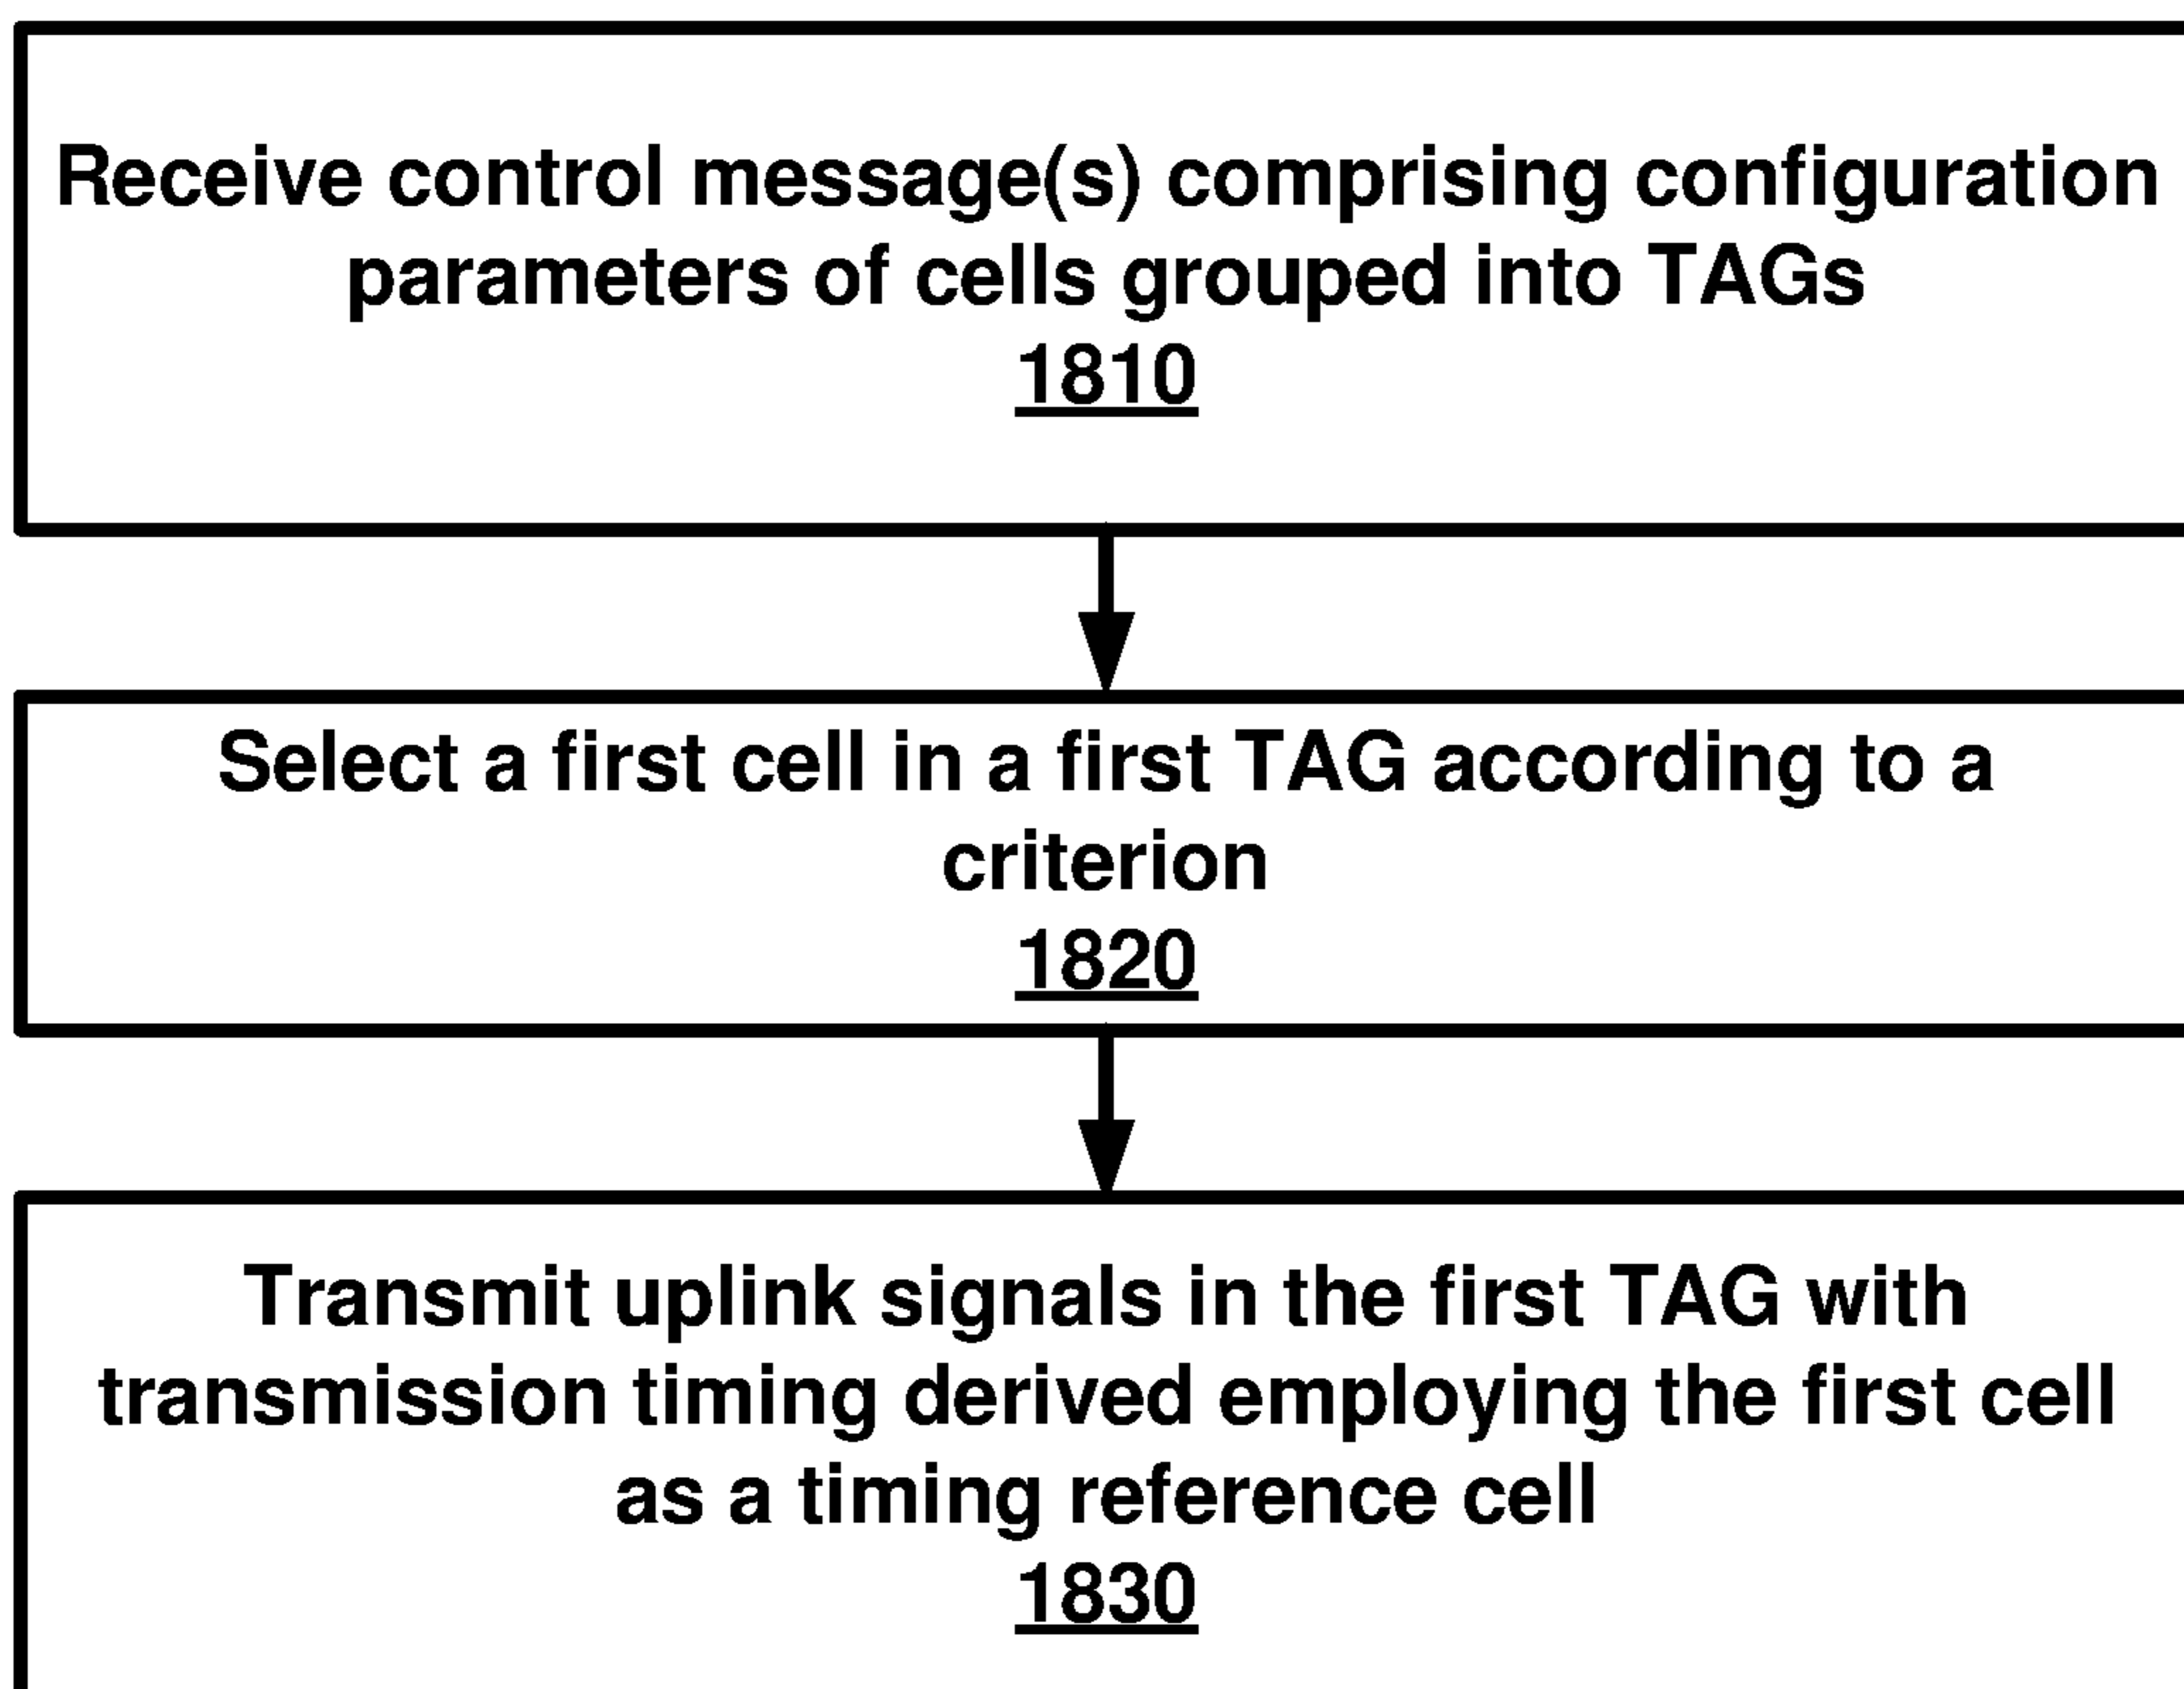 Receive control message(s) comprising configuration
parameters of cells grouped into TAGs
1810
Select a first cell in a first TAG according to a
criterion
1820
Transmit uplink signals in the first TAG with
transmission timing derived employing the first cell
as a timing reference cell
1830